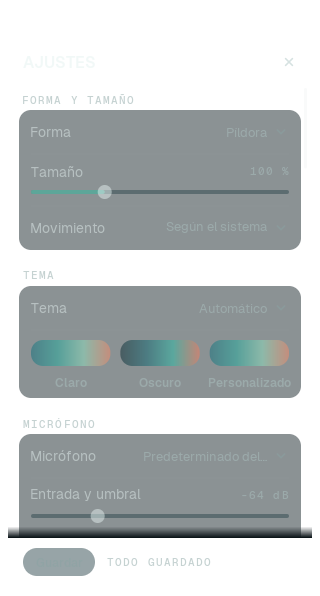 AJUSTES ×
FORMA Y TAMAÑO
Forma Píldora
Tamaño 100 %
Movimiento Según el sistema
TEMA
Tema Automático
Claro Oscuro Personalizado
MICRÓFONO
Micrófono Predeterminado del…
Entrada y umbral -64 dB
TODO GUARDADO